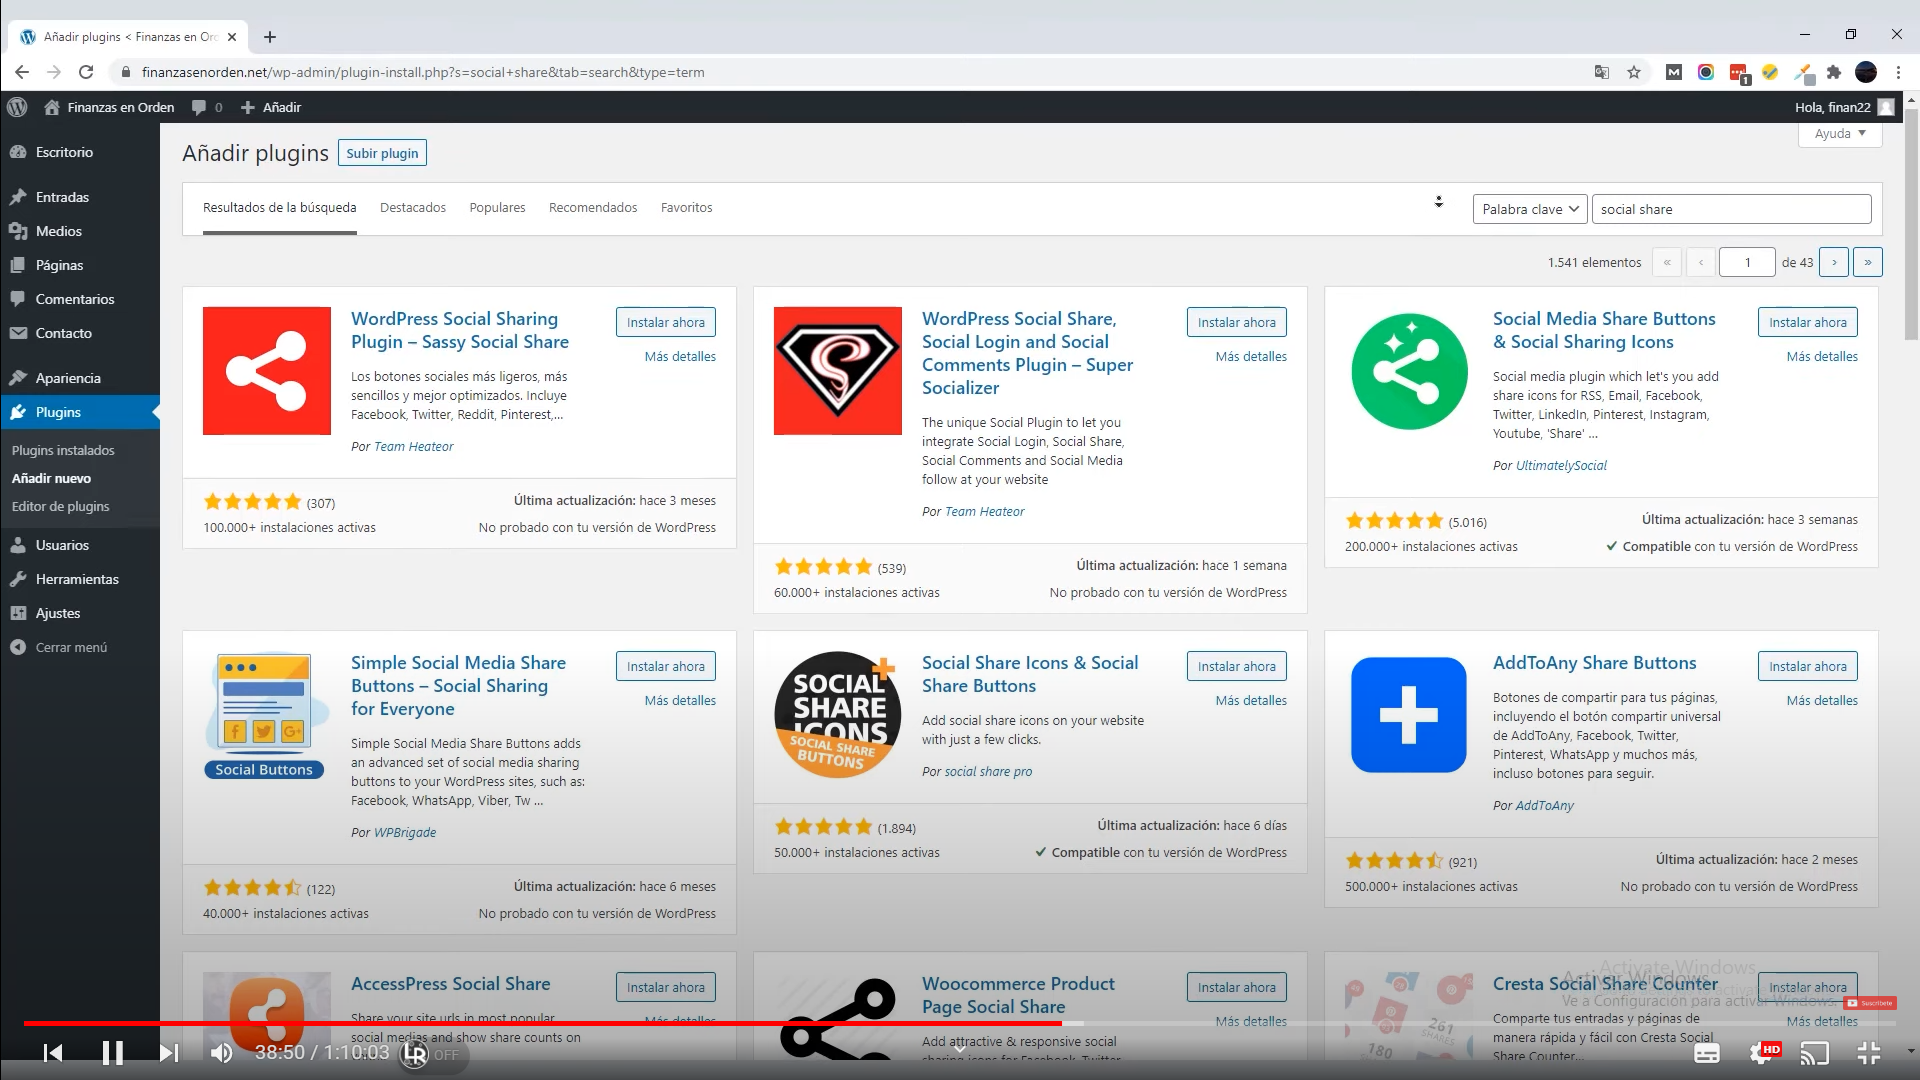 Añadir plugins < Finanzas en Ord
finanzasenorden.net/wp-admin/plugin-install.php?s=social+share&tab=search&type=term
1
Finanzas en Orden
0
Añadir
Hola, finan22
Escritorio
Entradas
Medios
Páginas
Comentarios
Contacto
Apariencia
Plugins
Plugins instalados
Añadir nuevo
Editor de plugins
Usuarios
Herramientas
Ajustes
Cerrar menú
Ayuda
Añadir plugins
Subir plugin
Resultados de la búsqueda
Destacados
Populares
Recomendados
Favoritos
Palabra clave
social share
1.541 elementos
«
‹
1
de 43
›
»
WordPress Social Sharing
Plugin – Sassy Social Share
Instalar ahora
Más detalles
Los botones sociales más ligeros, más
sencillos y mejor optimizados. Incluye
Facebook, Twitter, Reddit, Pinterest,...
Por Team Heateor
(307)
Última actualización: hace 3 meses
100.000+ instalaciones activas
No probado con tu versión de WordPress
WordPress Social Share,
Social Login and Social
Comments Plugin – Super
Socializer
Instalar ahora
Más detalles
The unique Social Plugin to let you
integrate Social Login, Social Share,
Social Comments and Social Media
follow at your website
Por Team Heateor
(539)
Última actualización: hace 1 semana
60.000+ instalaciones activas
No probado con tu versión de WordPress
Social Media Share Buttons
& Social Sharing Icons
Instalar ahora
Más detalles
Social media plugin which let's you add
share icons for RSS, Email, Facebook,
Twitter, LinkedIn, Pinterest, Instagram,
Youtube, 'Share' ...
Por UltimatelySocial
(5.016)
Última actualización: hace 3 semanas
200.000+ instalaciones activas
✓ Compatible con tu versión de WordPress
Social Buttons
Simple Social Media Share
Buttons – Social Sharing
for Everyone
Instalar ahora
Más detalles
Simple Social Media Share Buttons adds
an advanced set of social media sharing
buttons to your WordPress sites, such as:
Facebook, WhatsApp, Viber, Tw ...
Por WPBrigade
(122)
Última actualización: hace 6 meses
40.000+ instalaciones activas
No probado con tu versión de WordPress
SOCIAL
SHARE
ICONS
SOCIAL SHARE
BUTTONS
Social Share Icons & Social
Share Buttons
Instalar ahora
Más detalles
Add social share icons on your website
with just a few clicks.
Por social share pro
(1.894)
Última actualización: hace 6 días
50.000+ instalaciones activas
✓ Compatible con tu versión de WordPress
AddToAny Share Buttons
Instalar ahora
Más detalles
Botones de compartir para tus páginas,
incluyendo el botón compartir universal
de AddToAny, Facebook, Twitter,
Pinterest, WhatsApp y muchos más,
incluso botones para seguir.
Por AddToAny
(921)
Última actualización: hace 2 meses
500.000+ instalaciones activas
No probado con tu versión de WordPress
AccessPress Social Share
Instalar ahora
Más detalles
Share your site urls in most popular
social medias and show share counts on
Woocommerce Product
Page Social Share
Instalar ahora
Más detalles
Add attractive & responsive social
sharing icons for Facebook, Twitter,
261
SHARES
180
Cresta Social Share Counter
Instalar ahora
Más detalles
Comparte tus entradas y páginas de
manera rápida y fácil con Cresta Social
Share Counter...
Activate Windows
Activar Windows
Ve a Configuración para activar Windows.
Suscríbete
38:50 / 1:10:03
LR
OFF
HD